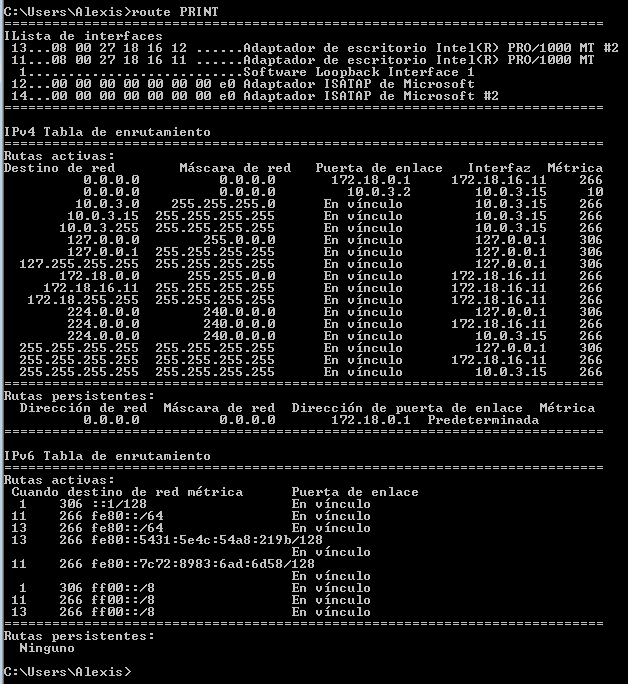 C:\Users\Alexis>route PRINT
===========================================================================
ILista de interfaces
 13...08 00 27 18 16 12 ......Adaptador de escritorio Intel(R) PRO/1000 MT #2
 11...08 00 27 18 16 11 ......Adaptador de escritorio Intel(R) PRO/1000 MT
  1...........................Software Loopback Interface 1
 12...00 00 00 00 00 00 00 e0 Adaptador ISATAP de Microsoft
 14...00 00 00 00 00 00 00 e0 Adaptador ISATAP de Microsoft #2
===========================================================================
IPv4 Tabla de enrutamiento
===========================================================================
Rutas activas:
Destino de red        Máscara de red   Puerta de enlace   Interfaz  Métrica
          0.0.0.0          0.0.0.0       172.18.0.1     172.18.16.11    266
          0.0.0.0          0.0.0.0         10.0.3.2        10.0.3.15     10
         10.0.3.0    255.255.255.0      En vínculo         10.0.3.15    266
        10.0.3.15  255.255.255.255      En vínculo         10.0.3.15    266
       10.0.3.255  255.255.255.255      En vínculo         10.0.3.15    266
        127.0.0.0        255.0.0.0      En vínculo         127.0.0.1    306
        127.0.0.1  255.255.255.255      En vínculo         127.0.0.1    306
  127.255.255.255  255.255.255.255      En vínculo         127.0.0.1    306
       172.18.0.0      255.255.0.0      En vínculo      172.18.16.11    266
     172.18.16.11  255.255.255.255      En vínculo      172.18.16.11    266
   172.18.255.255  255.255.255.255      En vínculo      172.18.16.11    266
        224.0.0.0        240.0.0.0      En vínculo         127.0.0.1    306
        224.0.0.0        240.0.0.0      En vínculo      172.18.16.11    266
        224.0.0.0        240.0.0.0      En vínculo         10.0.3.15    266
  255.255.255.255  255.255.255.255      En vínculo         127.0.0.1    306
  255.255.255.255  255.255.255.255      En vínculo      172.18.16.11    266
  255.255.255.255  255.255.255.255      En vínculo         10.0.3.15    266
===========================================================================
Rutas persistentes:
  Dirección de red  Máscara de red  Dirección de puerta de enlace  Métrica
          0.0.0.0          0.0.0.0       172.18.0.1  Predeterminada
===========================================================================
IPv6 Tabla de enrutamiento
===========================================================================
Rutas activas:
 Cuando destino de red métrica      Puerta de enlace
  1    306 ::1/128                  En vínculo
 11    266 fe80::/64                En vínculo
 13    266 fe80::/64                En vínculo
 13    266 fe80::5431:5e4c:54a8:219b/128
                                    En vínculo
 11    266 fe80::7c72:8983:6ad:6d58/128
                                    En vínculo
  1    306 ff00::/8                 En vínculo
 11    266 ff00::/8                 En vínculo
 13    266 ff00::/8                 En vínculo
===========================================================================
Rutas persistentes:
  Ninguno
C:\Users\Alexis>